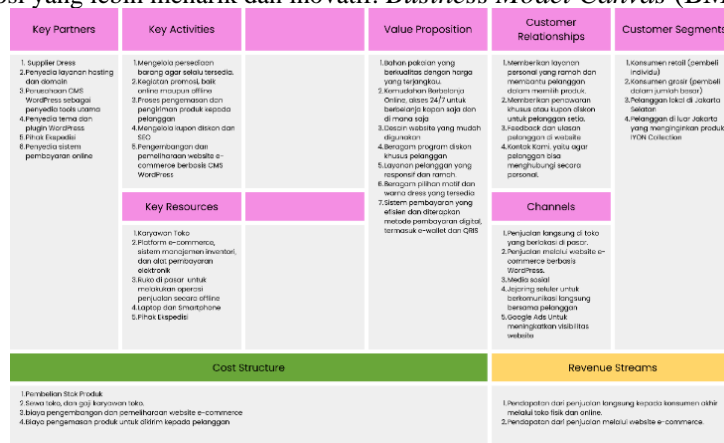 si yang lebih menarik dan inovatif. Business Model Canvas (BM
Key Partners
1. Supplier Dress
2.Penyedia layanan hosting
dan domain
3.Perusahaan CMS
WordPress sebagai
penyedia tools utama
4.Penyedia tema dan
plugin WordPress
5.Pihak Ekspedisi
6.Penyedia sistem
pembayaran online
Key Activities
1.Mengelola persediaan
barang agar selalu tersedia.
2.Kegiatan promosi, baik
online maupun offline
3.Proses pengemasan dan
pengiriman produk kepada
pelanggan
4.Mengelola kupon diskon dan
SEO
5.Pengembangan dan
pemeliharaan website e-
commerce berbasis CMS
WordPress
Key Resources
1.Karyawan Toko
2.Platform e-commerce,
sistem manajemen inventori,
dan alat pembayaran
elektronik
3.Ruko di pasar untuk
melakukan operasi
penjualan secara offline
4.Laptop dan Smartphone
5.Pihak Ekspedisi
Value Proposition
1.Bahan pakaian yang
berkualitas dengan harga
yang terjangkau.
2.Kemudahan Berbelanja
Online, akses 24/7 untuk
berbelanja kapan saja dan
di mana saja
3.Desain website yang mudah
digunakan
4.Beragam program diskon
khusus pelanggan
5.Layanan pelanggan yang
responsif dan ramah.
6.Beragam pilihan motif dan
warna dress yang tersedia
7.Sistem pembayaran yang
efisien dan diterapkan
metode pembayaran digital,
termasuk e-wallet dan QRIS
Customer
Relationships
1.Memberikan layanan
personal yang ramah dan
membantu pelanggan
dalam memilih produk.
2.Memberikan penawaran
khusus atau kupon diskon
untuk pelanggan setia.
3.Feedback dan ulasan
pelanggan di website
4.Kontak Kami, yaitu agar
pelanggan bisa
menghubungi secara
personal.
Channels
1.Penjualan langsung di toko
yang berlokasi di pasar.
2.Penjualan melalui website e-
commerce berbasis
WordPress.
3.Media sosial
4.Jejaring seluler untuk
berkomunikasi langsung
bersama pelanggan
5.Google Ads Untuk
meningkatkan visibilitas
website
Customer Segments
1.Konsumen retail (pembeli
individu)
2.Konsumen grosir (pembeli
dalam jumlah besar)
3.Pelanggan lokal di Jakarta
Selatan
4.Pelanggan di luar Jakarta
yang menginginkan produk
IYON Collection
Cost Structure
1.Pembelian Stok Produk
2.Sewa toko, dan gaji karyawan toko.
3.biaya pengembangan dan pemeliharaan website e-commerce
4.Biaya pengemasan produk untuk dikirim kepada pelanggan
Revenue Streams
1.Pendapatan dari penjualan langsung kepada konsumen akhir
melalui toko fisik dan online.
2.Pendapatan dari penjualan melalui website e-commerce.